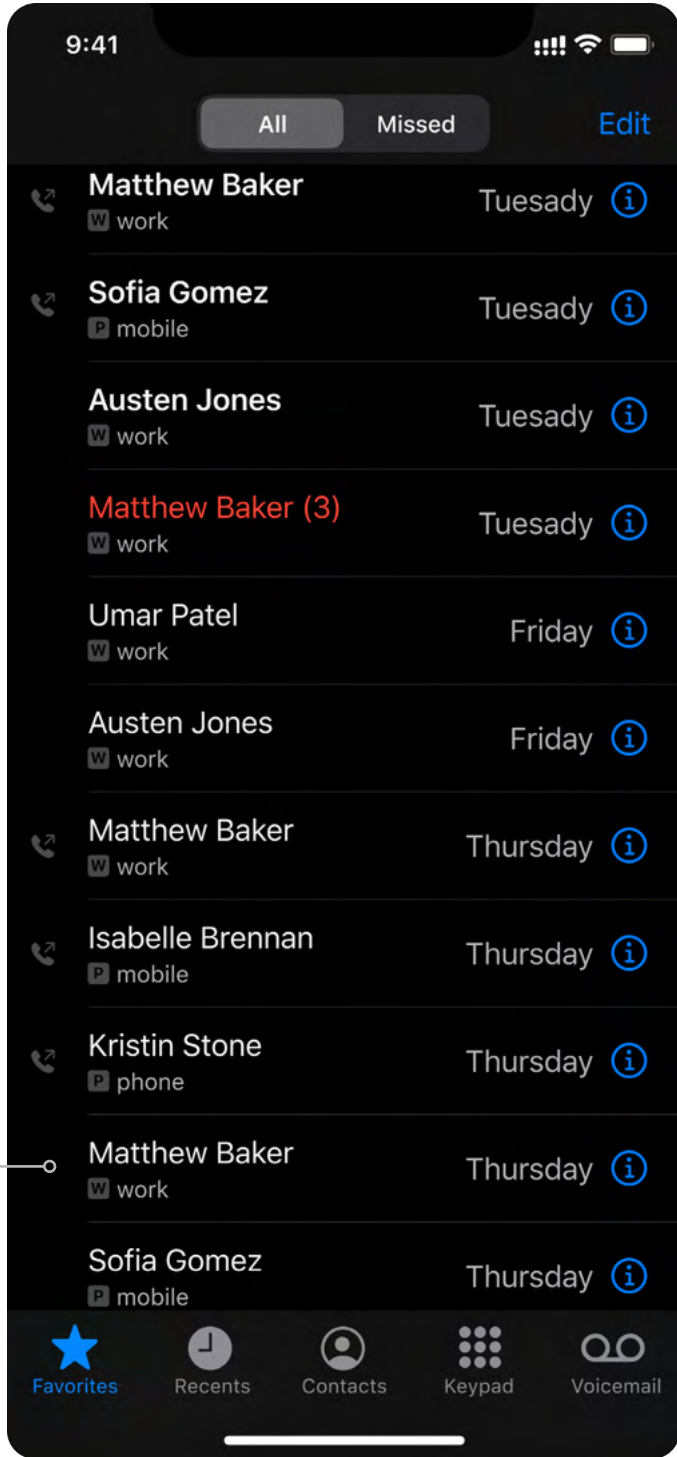 9:41
All Missed Edit
Matthew Baker
W work
Tuesady
Sofia Gomez
P mobile
Tuesady
Austen Jones
W work
Tuesady
Matthew Baker (3)
W work
Tuesady
Umar Patel
W work
Friday
Austen Jones
W work
Friday
Matthew Baker
W work
Thursday
Isabelle Brennan
P mobile
Thursday
Kristin Stone
P phone
Thursday
Matthew Baker
W work
Thursday
Sofia Gomez
P mobile
Thursday
Favorites Recents Contacts Keypad Voicemail